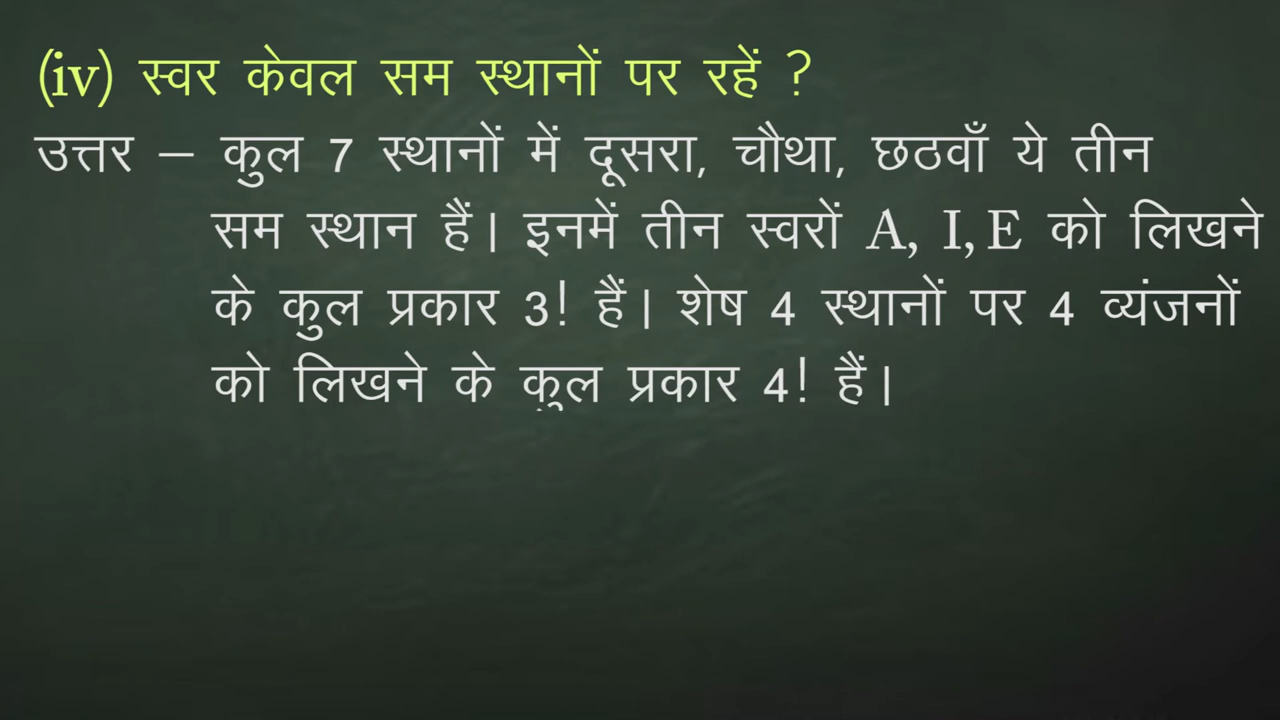 (iv) स्वर केवल सम स्थानों पर रहें ?
उत्तर – कुल 7 स्थानों में दूसरा, चौथा, छठवाँ ये तीन
सम स्थान हैं। इनमें तीन स्वरों A, I, E को लिखने
के कुल प्रकार 3! हैं। शेष 4 स्थानों पर 4 व्यंजनों
को लिखने के कुल प्रकार 4! हैं।